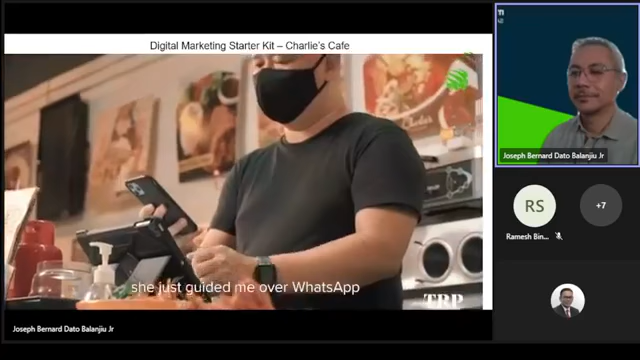 Digital Marketing Starter Kit – Charlie's Cafe
she just guided me over WhatsApp
TRP
Joseph Bernard Dato Balanjiu Jr
Joseph Bernard Dato Balanjiu Jr
RS
+7
Ramesh Bin...